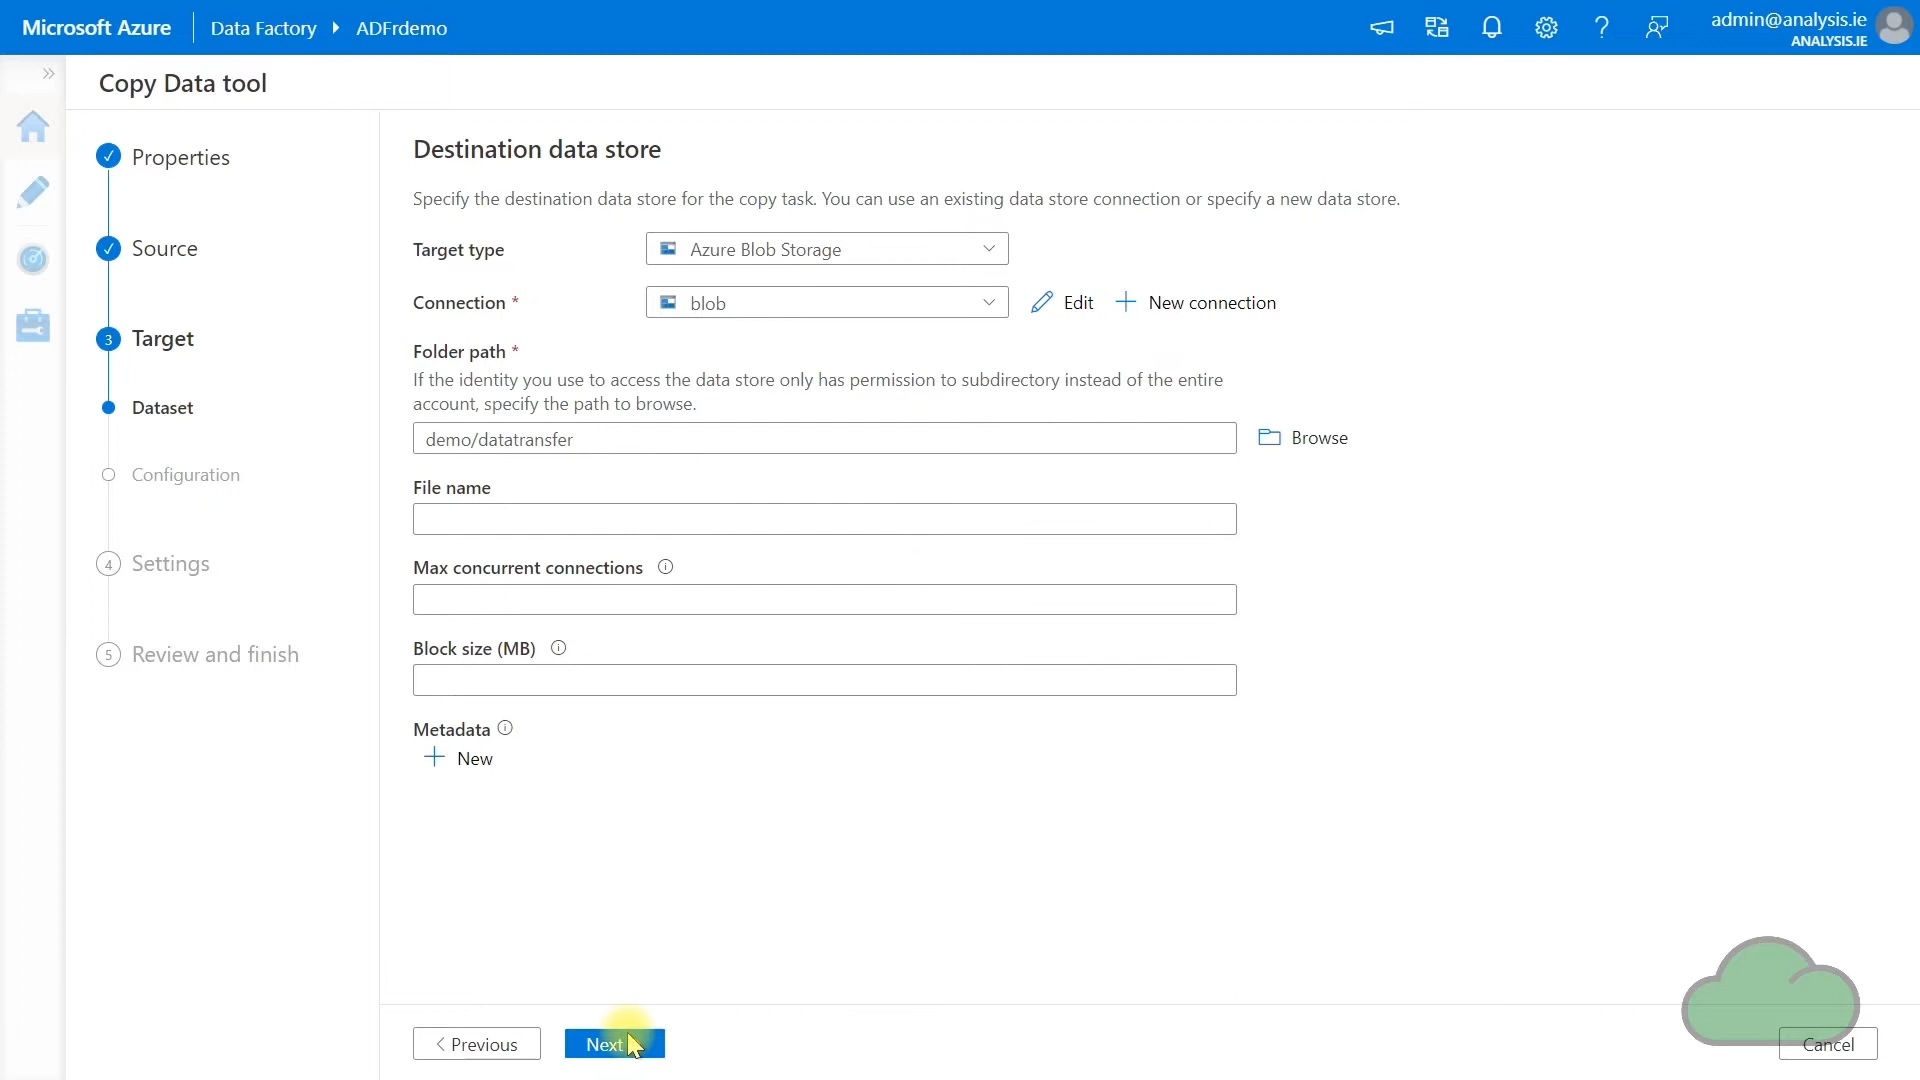 Microsoft Azure
Data Factory
ADFrdemo
admin@analysis.ie
ANALYSIS.IE
Copy Data tool
Properties
Source
3 Target
Dataset
Configuration
4 Settings
5 Review and finish
Destination data store
Specify the destination data store for the copy task. You can use an existing data store connection or specify a new data store.
Target type
Azure Blob Storage
Connection *
blob
Edit
New connection
Folder path *
If the identity you use to access the data store only has permission to subdirectory instead of the entire
account, specify the path to browse.
demo/datatransfer
Browse
File name
Max concurrent connections
Block size (MB)
Metadata
New
Previous
Next
Cancel